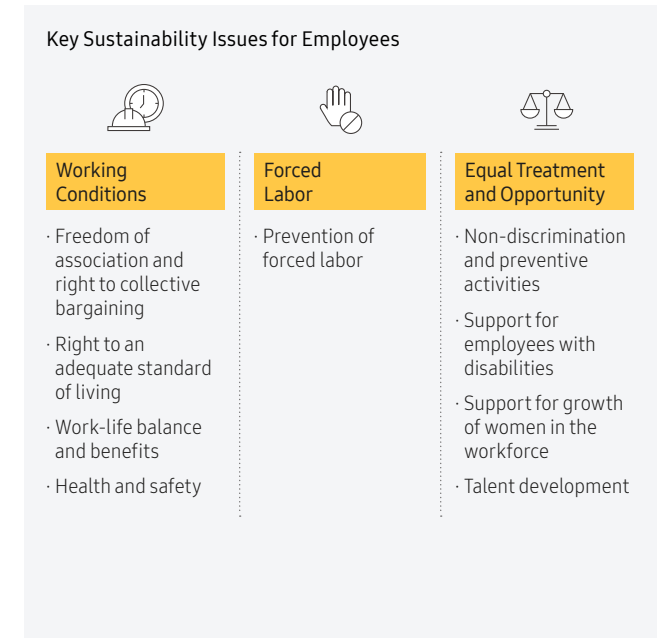 Key Sustainability Issues for Employees
Working
Conditions
· Freedom of
association and
right to collective
bargaining
· Right to an
adequate standard
of living
· Work-life balance
and benefits
· Health and safety
Forced
Labor
· Prevention of
forced labor
Equal Treatment
and Opportunity
· Non-discrimination
and preventive
activities
· Support for
employees with
disabilities
· Support for growth
of women in the
workforce
· Talent development